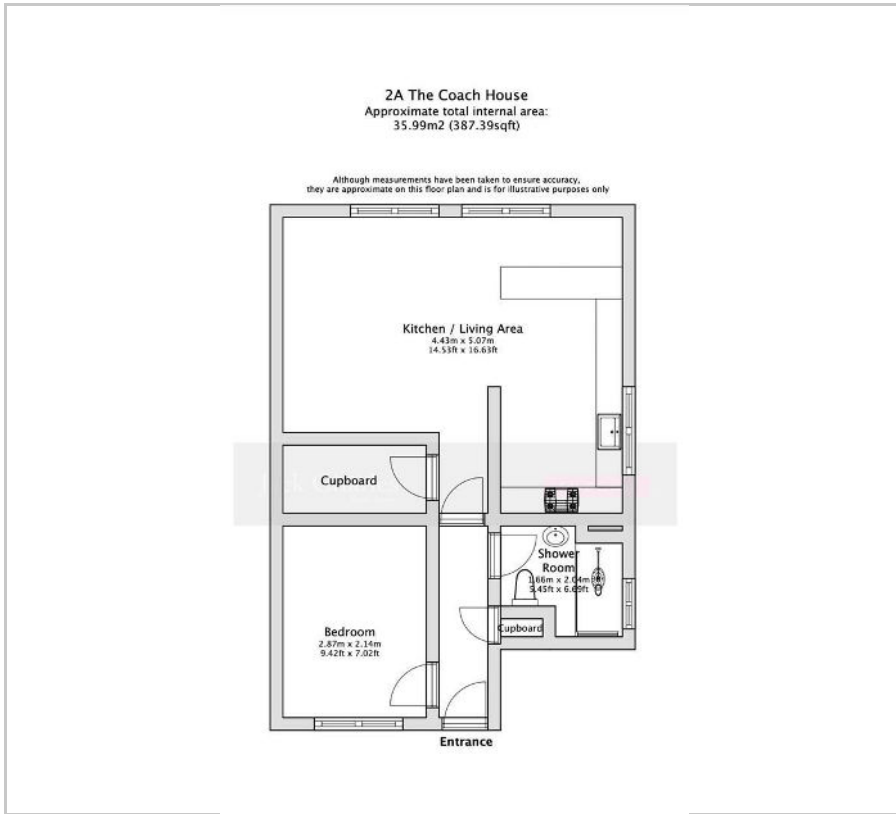 2A The Coach House
Approximate total internal area:
35.99m2 (387.39sqft)
Although measurements have been taken to ensure accuracy,
they are approximate on this floor plan and is for illustrative purposes only
Kitchen / Living Area
4.43m x 5.07m
14.53ft x 16.63ft
Cupboard
Shower
Room
1.66m x 2.04m
5.45ft x 6.69ft
Cupboard
Bedroom
2.87m x 2.14m
9.42ft x 7.02ft
Entrance